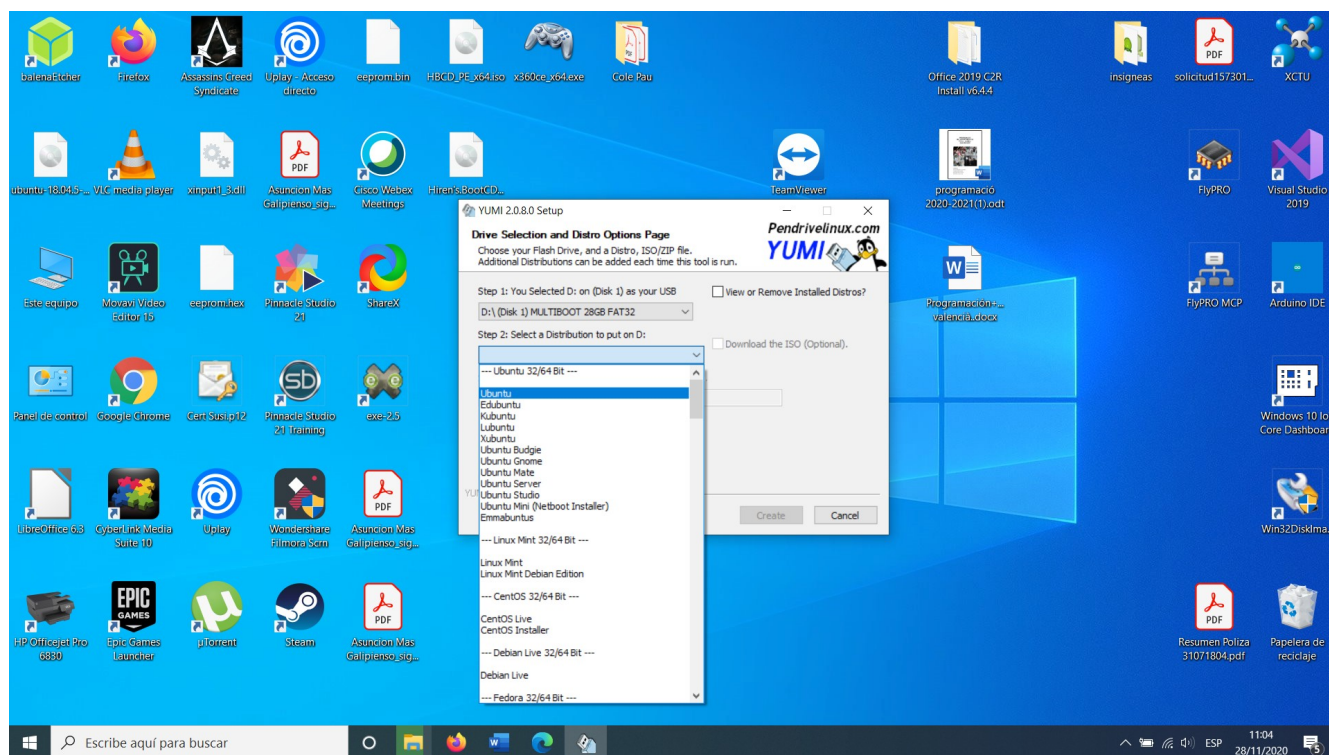 balenaEtcher
Firefox
Assassins Creed
Syndicate
Uplay - Acceso
directo
eeprom.bin
HBCD_PE_x64.iso
x360ce_x64.exe
Cole Pau
Office 2019 C2R
Install v6.4.4
insigneas
PDF
solicitud157301...
XCTU
ubuntu-18.04.5-...
VLC media player
xinput1_3.dll
PDF
Asuncion Mas
Galipienso_sig...
Cisco Webex
Meetings
Hiren's.BootCD...
TeamViewer
programació
2020-2021(1).odt
FlyPRO
Visual Studio
2019
YUMI 2.0.8.0 Setup
Drive Selection and Distro Options Page
Choose your Flash Drive, and a Distro, ISO/ZIP file.
Additional Distributions can be added each time this tool is run.
Pendrivelinux.com
YUMI
Step 1: You Selected D: on (Disk 1) as your USB
View or Remove Installed Distros?
D:\ (Disk 1) MULTIBOOT 28GB FAT32
Step 2: Select a Distribution to put on D:
Download the ISO (Optional).
--- Ubuntu 32/64 Bit ---
Ubuntu
Edubuntu
Kubuntu
Lubuntu
Xubuntu
Ubuntu Budgie
Ubuntu Gnome
Ubuntu Mate
Ubuntu Server
Ubuntu Studio
Ubuntu Mini (Netboot Installer)
Emmabuntus
--- Linux Mint 32/64 Bit ---
Linux Mint
Linux Mint Debian Edition
--- CentOS 32/64 Bit ---
CentOS Live
CentOS Installer
--- Debian Live 32/64 Bit ---
Debian Live
--- Fedora 32/64 Bit ---
Create
Cancel
Este equipo
Movavi Video
Editor 15
eeprom.hex
Pinnacle Studio
21
ShareX
W
Programación+...
valencià.docx
FlyPRO MCP
Arduino IDE
Panel de control
Google Chrome
Cert Susi.p12
Pinnacle Studio
21 Training
exe-2.5
Windows 10 Io
Core Dashboar
LibreOffice 6.3
CyberLink Media
Suite 10
Uplay
Wondershare
Filmora Scrn
PDF
Asuncion Mas
Galipienso_sig...
Win32DiskIma.
HP Officejet Pro
6830
EPIC
GAMES
Epic Games
Launcher
µTorrent
Steam
PDF
Asuncion Mas
Galipienso_sig...
PDF
Resumen Poliza
31071804.pdf
Papelera de
reciclaje
Escribe aquí para buscar
ESP
11:04
28/11/2020
5